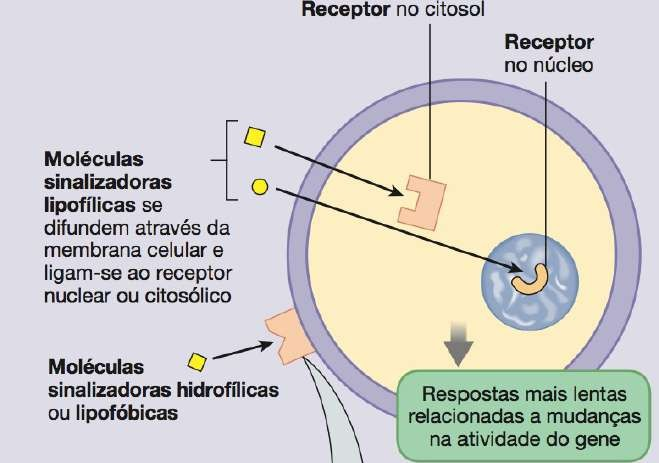 Receptor no citosol
Receptor
no núcleo
Moléculas
sinalizadoras
lipofílicas se
difundem através da
membrana celular e
ligam-se ao receptor
nuclear ou citosólico
Moléculas
sinalizadoras hidrofílicas
ou lipofóbicas
Respostas mais lentas
relacionadas a mudanças
na atividade do gene